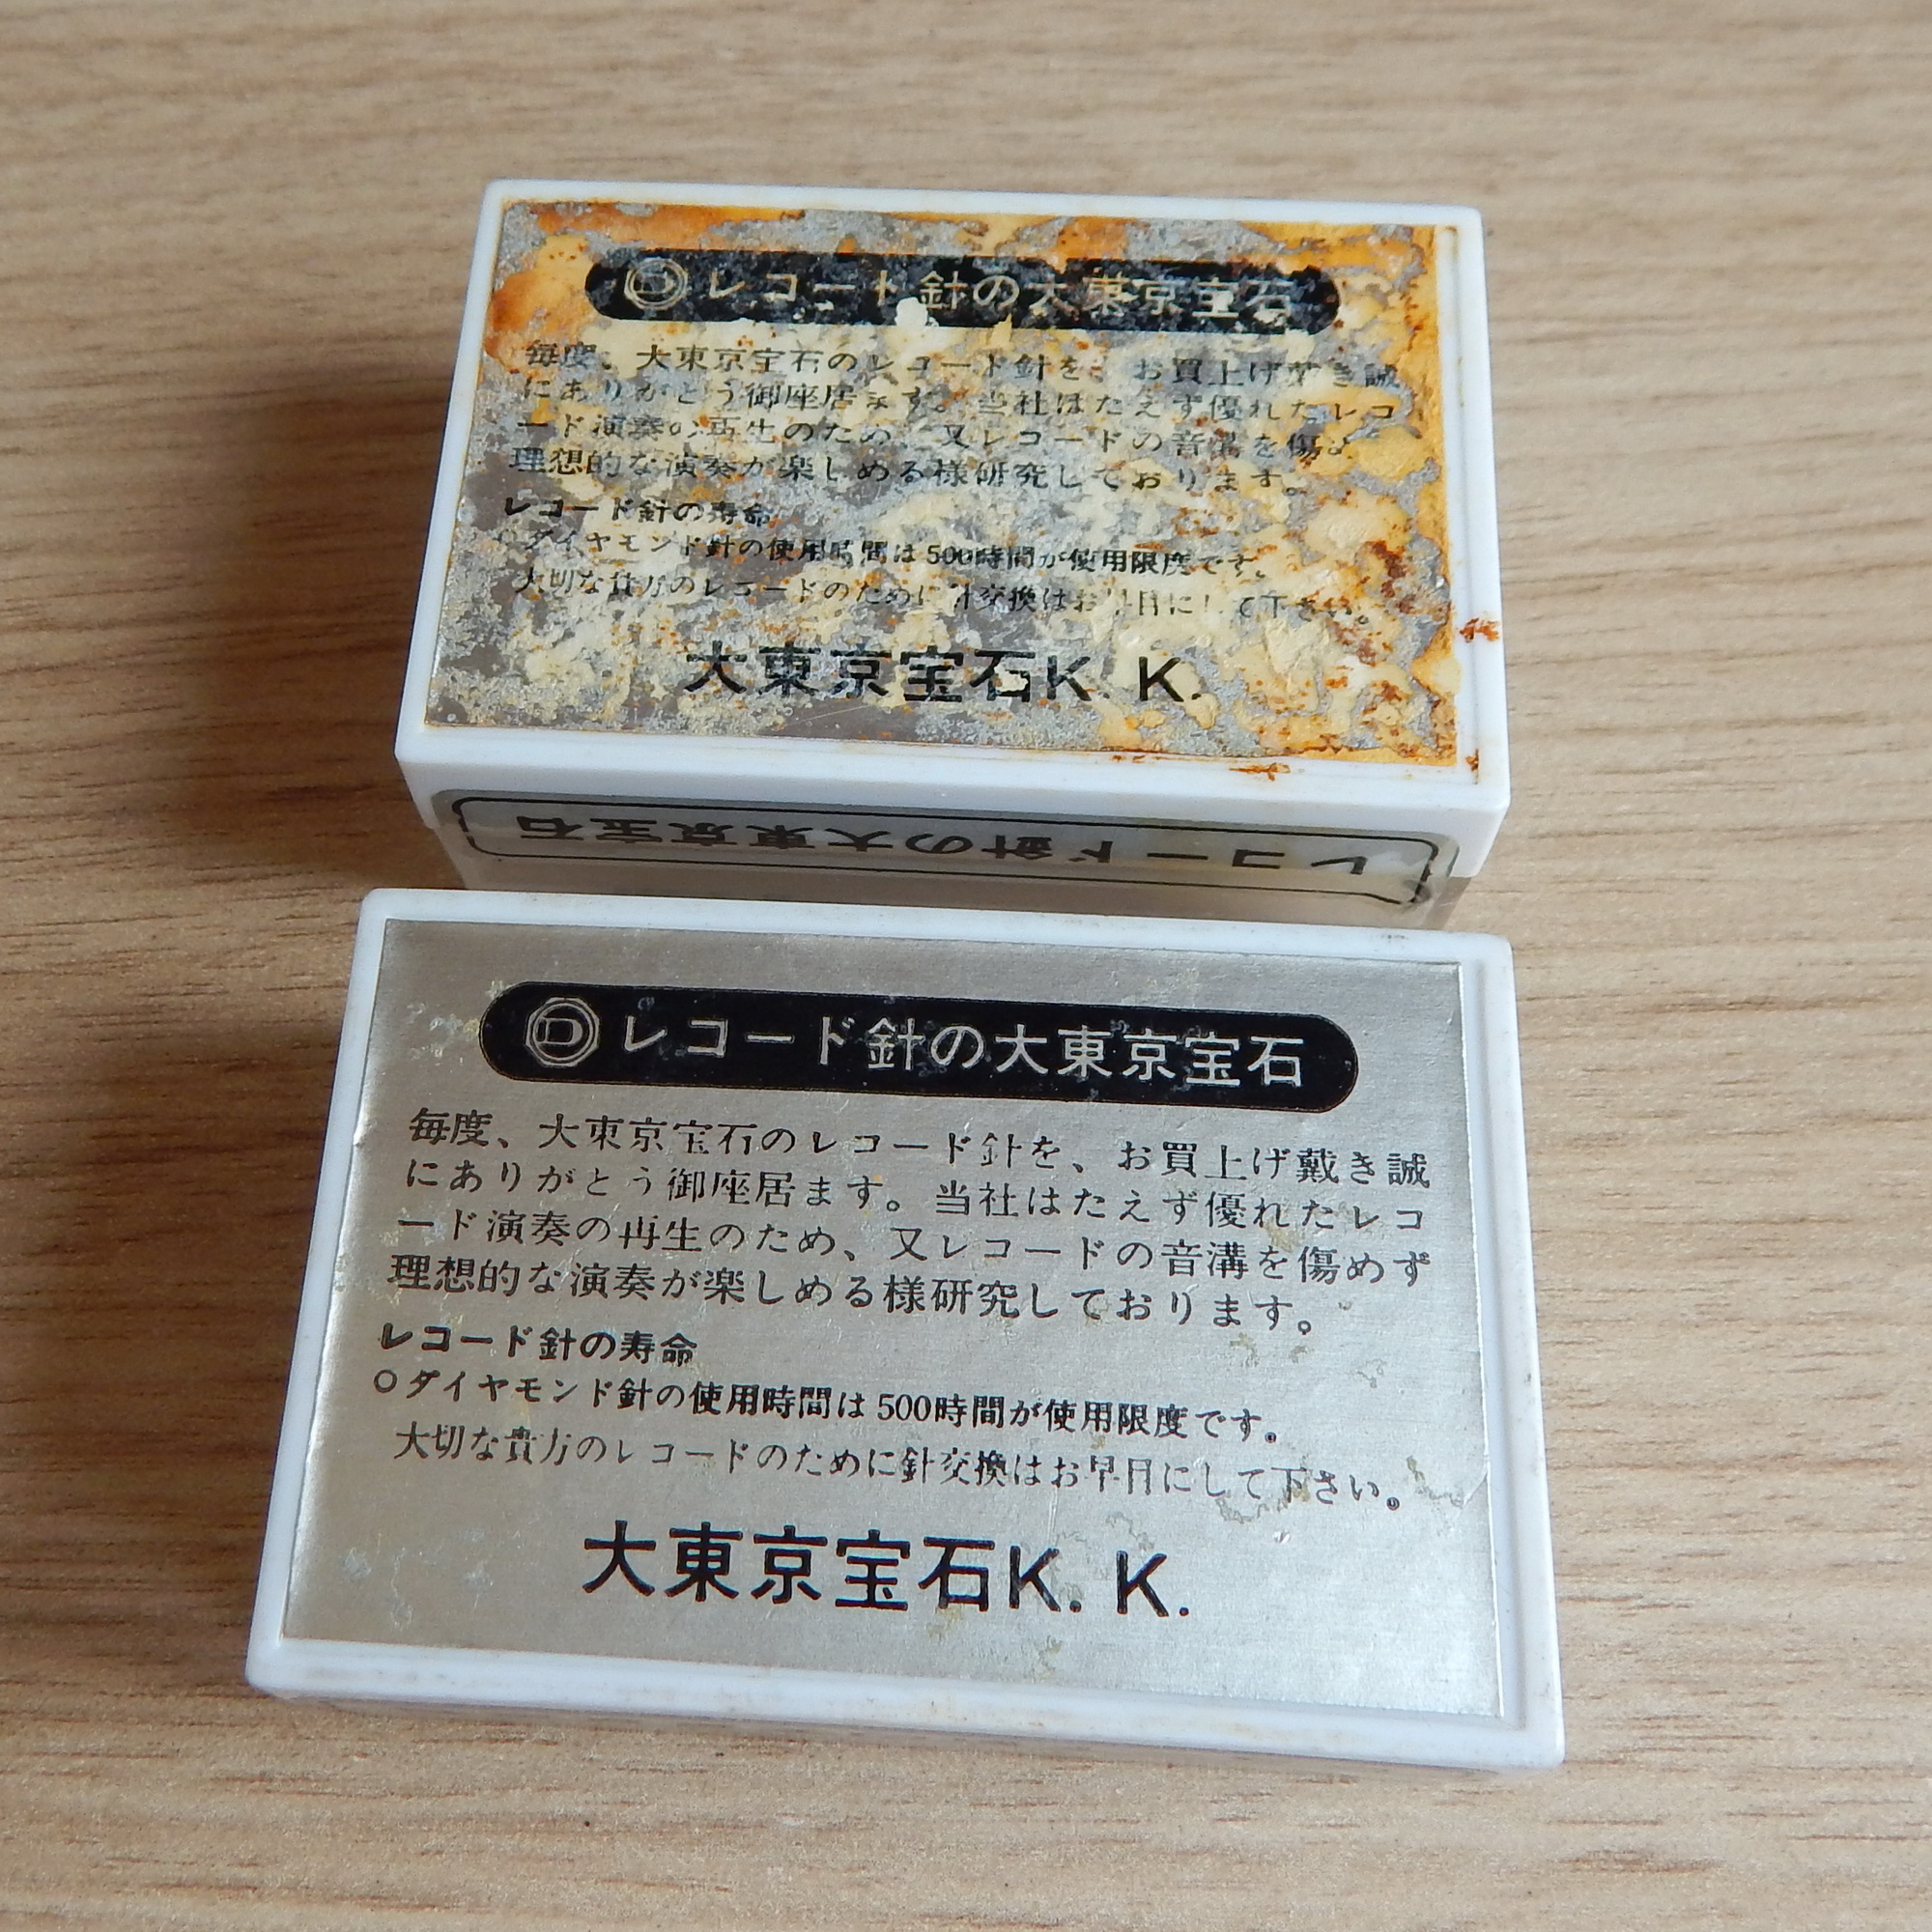 レコード針の大東京宝石
毎度、大東京宝石のレコード針を、お買上げ戴き誠
にありがとう御座居ます。当社はたえず優れたレコ
ード演奏の再生のため、又レコードの音溝を傷め
理想的な演奏が楽しめる様研究しております。
レコード針の寿命
ダイヤモンド針の使用時間は500時間が使用限度です。
大切な貴方のレコードのために針交換はお早目にして下さい。
大東京宝石K.K.
レコード針の大東京宝石
レコード針の大東京宝石
毎度、大東京宝石のレコード針を、お買上げ戴き誠
にありがとう御座居ます。当社はたえず優れたレコ
ード演奏の再生のため、又レコードの音溝を傷めず
理想的な演奏が楽しめる様研究しております。
レコード針の寿命
○ダイヤモンド針の使用時間は500時間が使用限度です。
大切な貴方のレコードのために針交換はお早目にして下さい。
大東京宝石K.K.